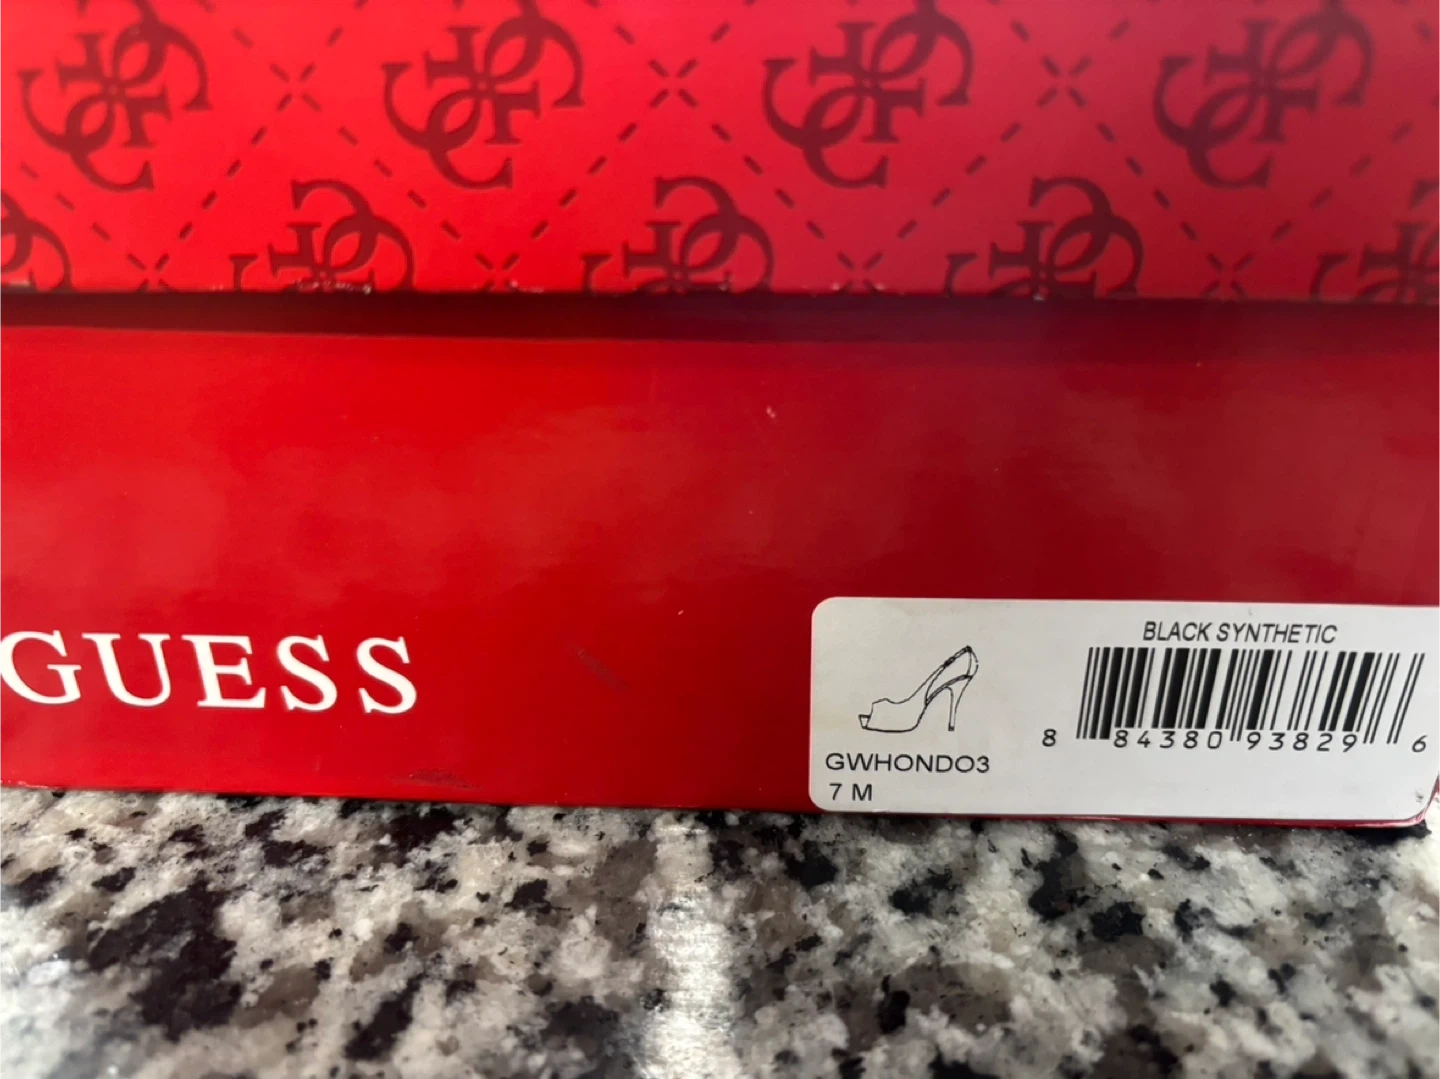 GUESS
BLACK SYNTHETIC
8 84380 93829 6
GWHONDO3
7 M